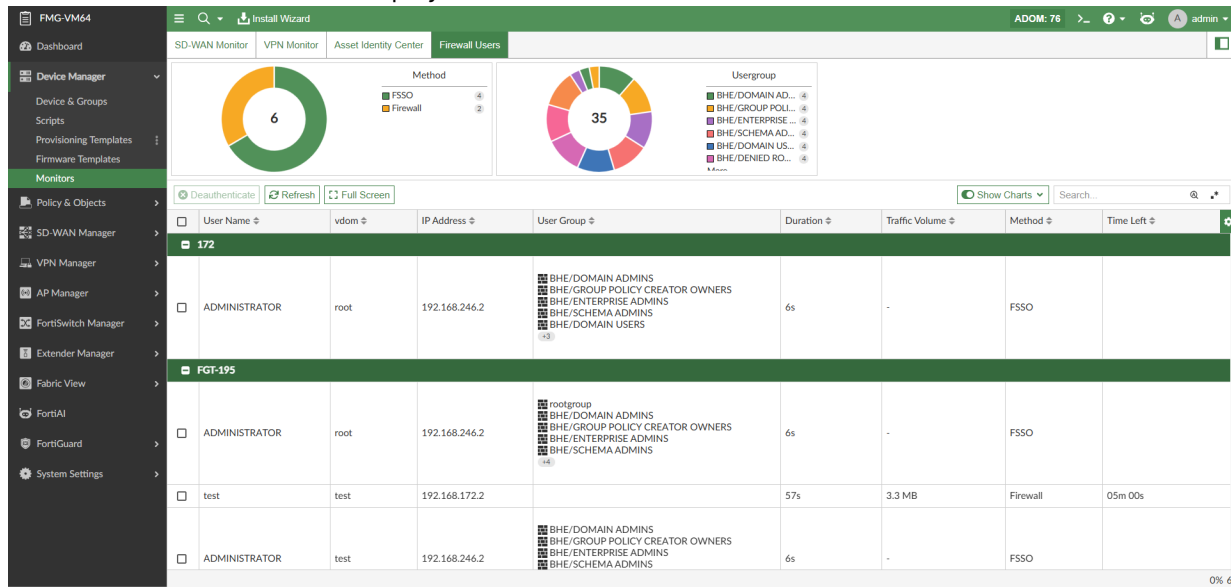 FMG-VM64
Install Wizard
ADOM: 76
>_
A admin
Dashboard
SD-WAN Monitor
VPN Monitor
Asset Identity Center
Firewall Users
Device Manager
Device & Groups
Scripts
Provisioning Templates
Firmware Templates
Monitors
Policy & Objects
SD-WAN Manager
VPN Manager
AP Manager
FortiSwitch Manager
Extender Manager
Fabric View
FortiAI
FortiGuard
System Settings
Method
6
FSSO 4
Firewall 2
Usergroup
35
BHE/DOMAIN AD... 4
BHE/GROUP POLI... 4
BHE/ENTERPRISE ... 4
BHE/SCHEMA AD... 4
BHE/DOMAIN US... 4
BHE/DENIED RO... 4
More
Deauthenticate
Refresh
Full Screen
Show Charts
Search...
User Name vdom IP Address User Group Duration Traffic Volume Method Time Left
172
ADMINISTRATOR root 192.168.246.2
BHE/DOMAIN ADMINS
BHE/GROUP POLICY CREATOR OWNERS
BHE/ENTERPRISE ADMINS
BHE/SCHEMA ADMINS
BHE/DOMAIN USERS
+3
6s - FSSO
FGT-195
ADMINISTRATOR root 192.168.246.2
rootgroup
BHE/DOMAIN ADMINS
BHE/GROUP POLICY CREATOR OWNERS
BHE/ENTERPRISE ADMINS
BHE/SCHEMA ADMINS
+4
6s - FSSO
test test 192.168.172.2 57s 3.3 MB Firewall 05m 00s
ADMINISTRATOR test 192.168.246.2
BHE/DOMAIN ADMINS
BHE/GROUP POLICY CREATOR OWNERS
BHE/ENTERPRISE ADMINS
BHE/SCHEMA ADMINS
6s - FSSO
0%